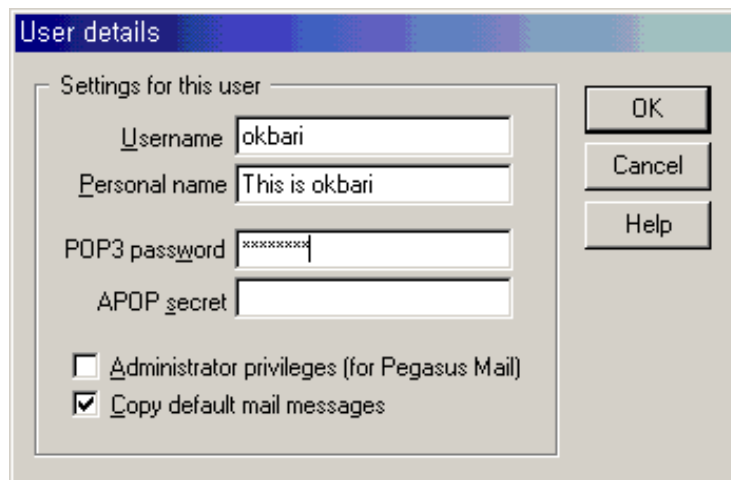 User details
Settings for this user
Username okbari
Personal name This is okbari
POP3 password ********
APOP secret
Administrator privileges (for Pegasus Mail)
Copy default mail messages
OK
Cancel
Help